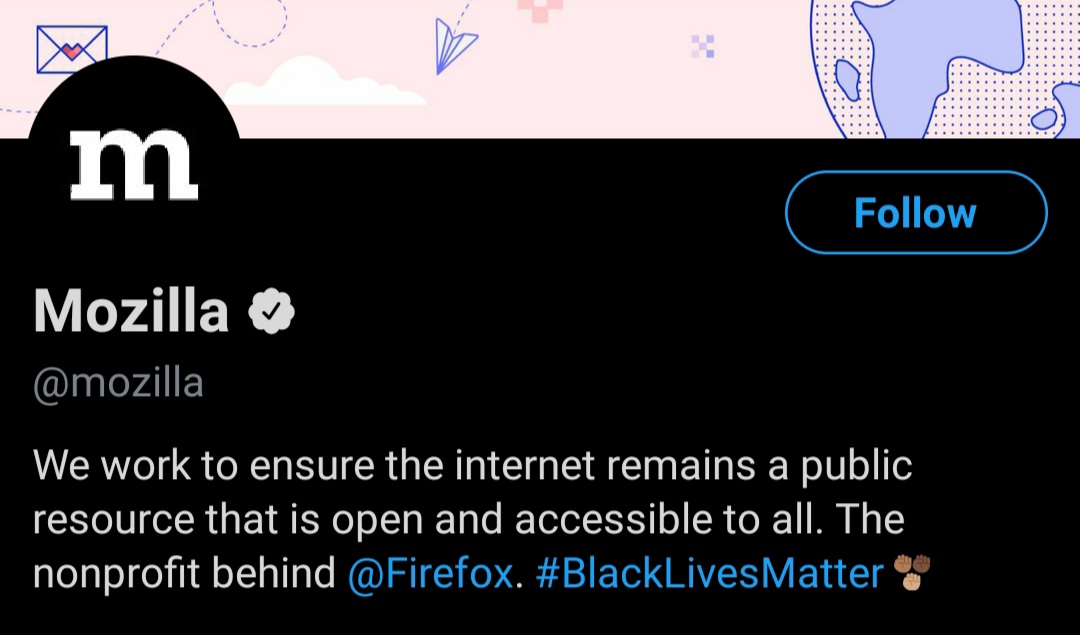 m
Follow
Mozilla
@mozilla
We work to ensure the internet remains a public
resource that is open and accessible to all. The
nonprofit behind @Firefox. #BlackLivesMatter